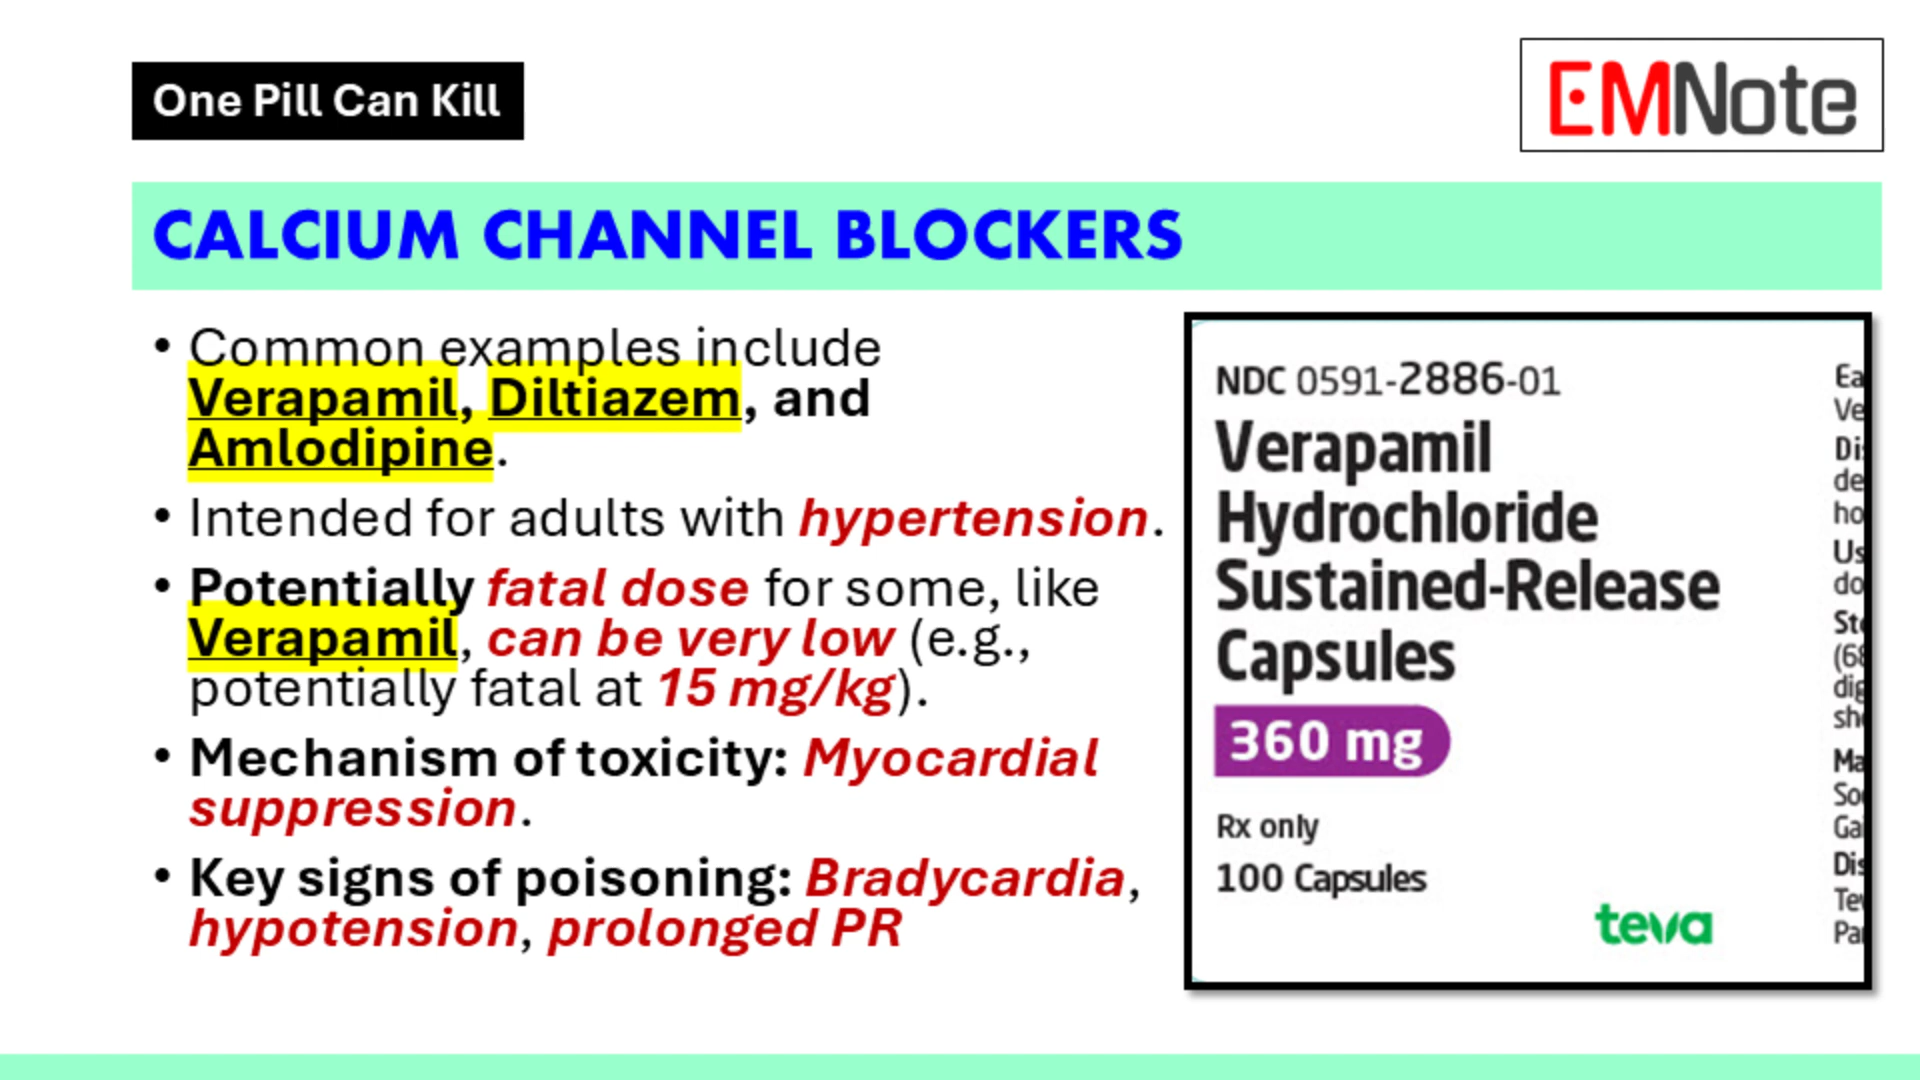 One Pill Can Kill
EMNote
CALCIUM CHANNEL BLOCKERS
• Common examples include
Verapamil, Diltiazem, and
Amlodipine.
• Intended for adults with hypertension.
• Potentially fatal dose for some, like
Verapamil, can be very low (e.g.,
potentially fatal at 15 mg/kg).
• Mechanism of toxicity: Myocardial
suppression.
• Key signs of poisoning: Bradycardia,
hypotension, prolonged PR
NDC 0591-2886-01
Verapamil
Hydrochloride
Sustained-Release
Capsules
360 mg
Rx only
100 Capsules
teva